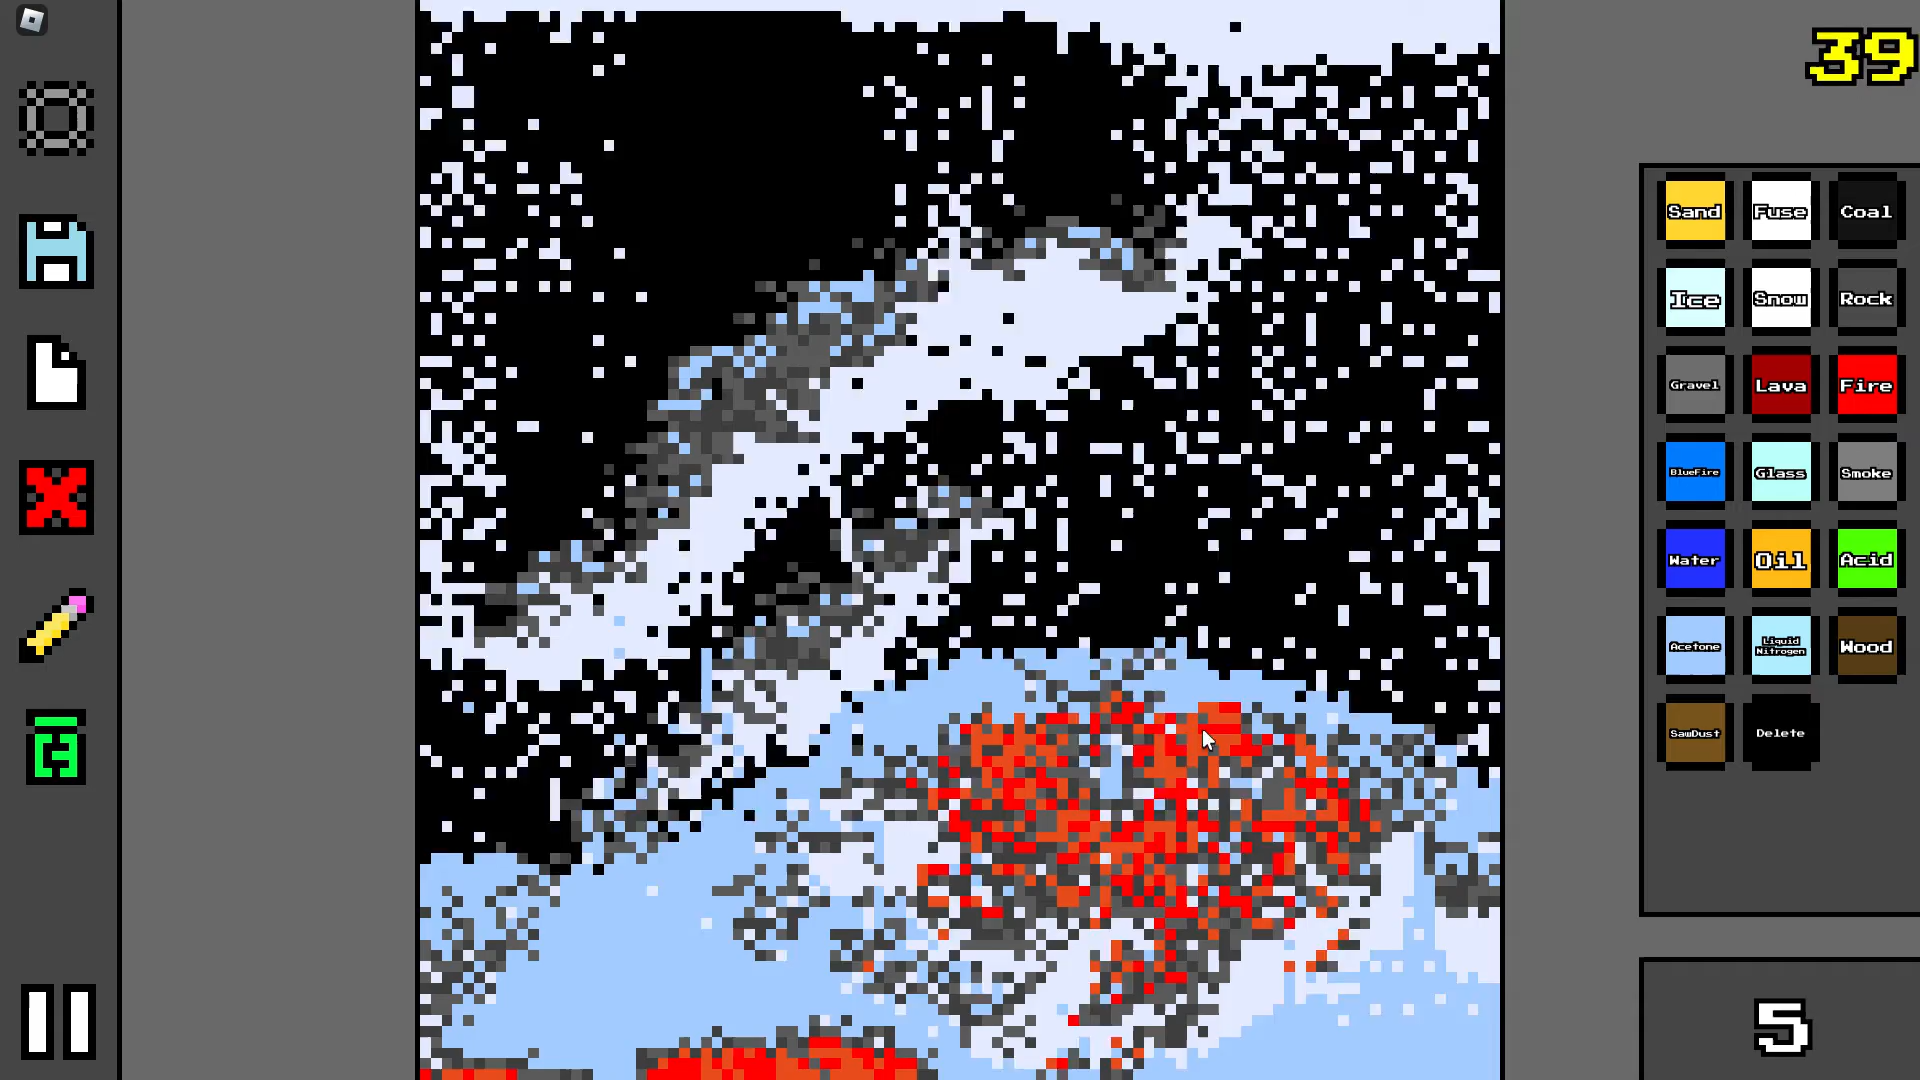 39
Sand Fuse Coal
Ice Snow Rock
Gravel Lava Fire
BlueFire Glass Smoke
Water Oil Acid
Acetone Liquid Nitrogen Wood
SawDust Delete
5